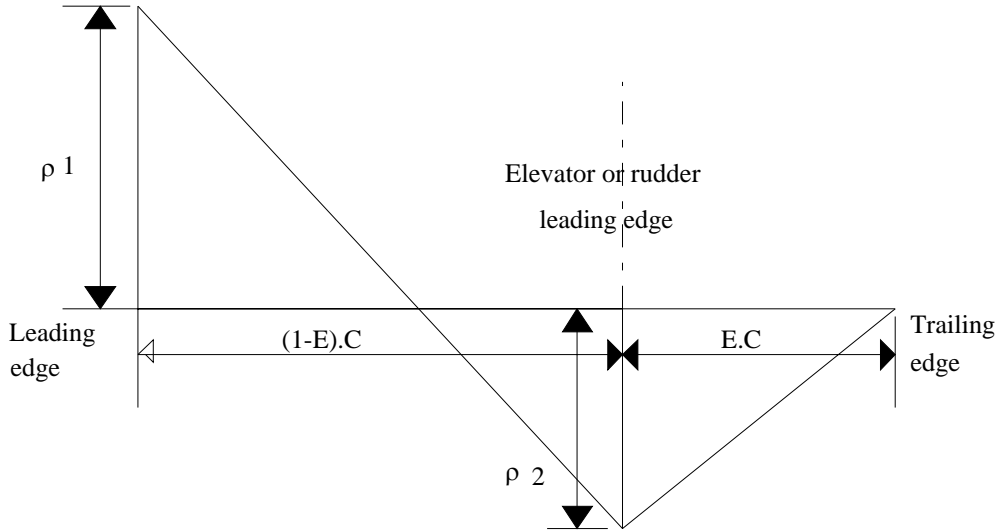 ρ 1
Elevator or rudder
leading edge
Leading
edge
(1-E).C
E.C
Trailing
edge
ρ 2